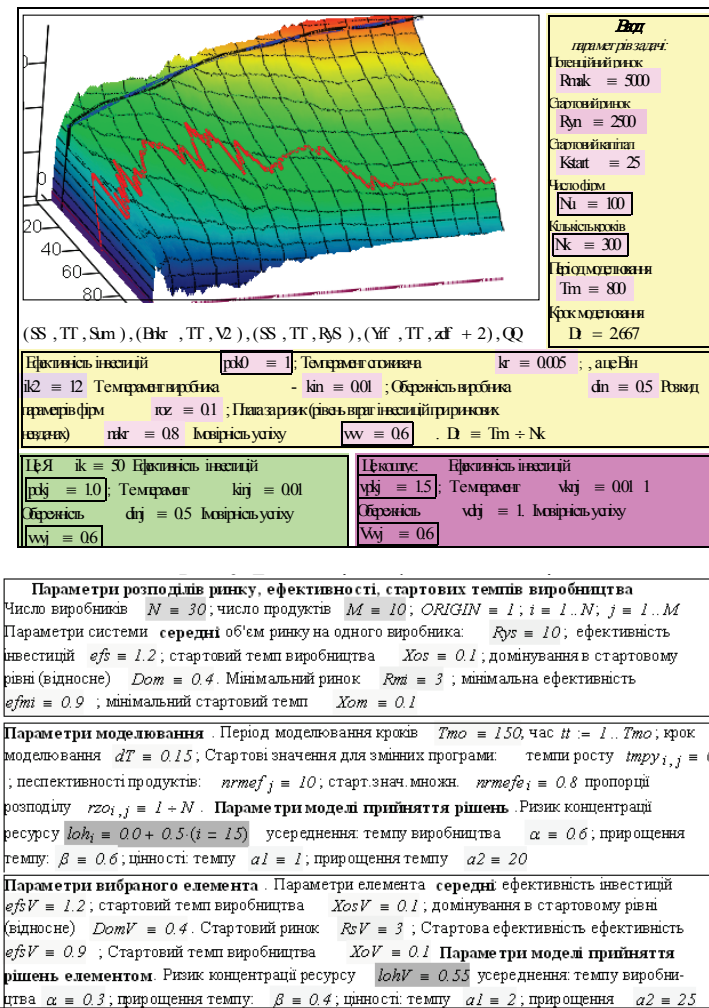 Ввод
параметрів задачі:
Потенційний ринок
Rmak ≡ 5000
Стартовий ринок
Ryn ≡ 2500
Стартовий капітал
Kstart ≡ 25
Число фірм
Nu ≡ 100
Кількість кроків
Nk ≡ 300
Період моделювання
Tm ≡ 800
Крок моделювання
Dt = 2.667
0
20
40
60
80
(SS , TT , Sum ) , (Bnkr , TT , V2 ) , (SS , TT , RyS ) , (Yrf , TT , zdf + 2 ) , QQ
Ефективність інвестицій pok0 ≡ 1 ; Темперамент споживача kr ≡ 0.005 ; , а це Він
ik2 ≡ 12 Темперамент виробника - kin ≡ 0.01 ; Обережність виробника din ≡ 0.5 Розкид
параметрів фірм roz ≡ 0.1 ; Плата за ризик (рівень втрат інвестицій при ринкових
невдачах) nakr ≡ 0.8 Імовірність успіху vvv ≡ 0.6 . Dt ≡ Tm ÷ Nk
Це Я ik ≡ 50 Ефективність інвестицій
pokj ≡ 1.0 ; Темперамент kinj ≡ 0.01
Обережність dinj ≡ 0.5 Імовірність успіху
vvvj ≡ 0.6
Це коштує: Ефективність інвестицій
vpkj ≡ 1.5 ; Темперамент vknj ≡ 0.01 1
Обережність vdnj ≡ 1. Імовірність успіху
Vvvj ≡ 0.6
Параметри розподілів ринку, ефективності, стартових темпів виробництва
Число виробників N ≡ 30 ; число продуктів M ≡ 10 ; ORIGIN ≡ 1 ; i ≡ 1 .. N ; j ≡ 1 .. M
Параметри системи середні об'єм ринку на одного виробника: Rys ≡ 10 ; ефективність
інвестицій efs ≡ 1.2 ; стартовий темп виробництва Xos ≡ 0.1 ; домінування в стартовому
рівні (відносне) Dom ≡ 0.4 . Мінімальний ринок Rmi ≡ 3 ; мінімальна ефективність
efmi ≡ 0.9 ; мінімальний стартовий темп Xom ≡ 0.1
Параметри моделювання . Період моделювання кроків Tmo ≡ 150, час tt := 1 .. Tmo ; крок
моделювання dT ≡ 0.15 ; Стартові значення для змінних програми: темпи росту tmpy i,j ≡
; песпективності продуктів: nrmef j ≡ 10 ; старт.знач.множн. nrmefe i ≡ 0.8 пропорції
розподілу rzo i,j ≡ 1 ÷ N . Параметри моделі прийняття рішень .Ризик концентрації
ресурсу loh i ≡ 0.0 + 0.5·(i = 15) усереднення: темпу виробництва α ≡ 0.6 ; прирощення
темпу: β ≡ 0.6 ; цінності: темпу a1 ≡ 1 ; прирощення темпу a2 ≡ 20
Параметри вибраного елемента . Параметри елемента середні: ефективність інвестицій
efsV ≡ 1.2 ; стартовий темп виробництва XosV ≡ 0.1 ; домінування в стартовому рівні
(відносне) DomV ≡ 0.4 . Стартовий ринок RsV ≡ 3 ; Стартова ефективність ефективність
efsV ≡ 0.9 ; Стартовий темп виробництва XoV ≡ 0.1 Параметри моделі прийняття
рішень елементом. Ризик концентрації ресурсу lohV ≡ 0.55 усереднення: темпу виробни-
цтва α ≡ 0.3 ; прирощення темпу: β ≡ 0.4 ; цінності: темпу a1 ≡ 2 ; прирощення a2 ≡ 25